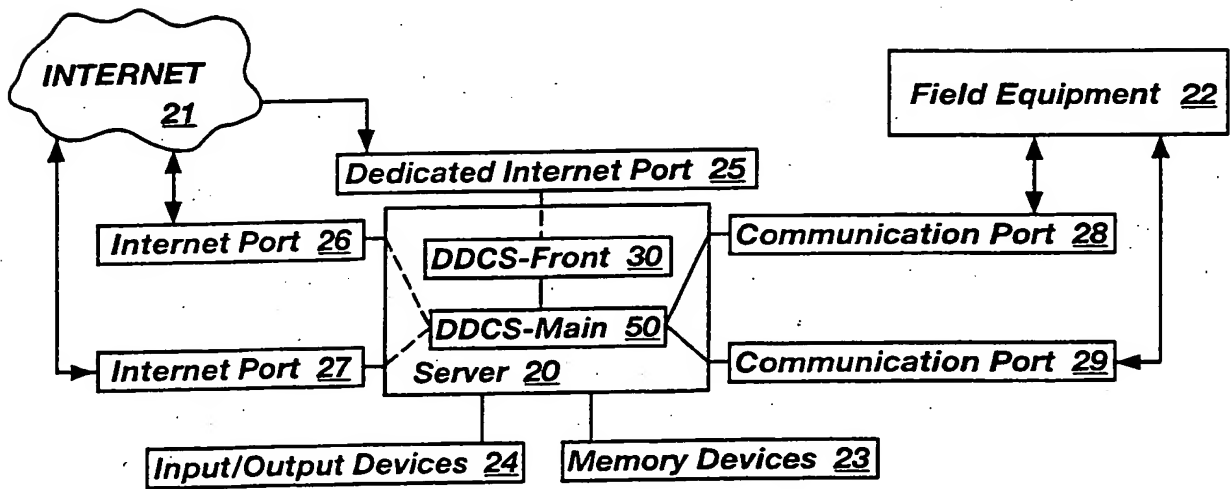 INTERNET
21
Field Equipment 22
Dedicated Internet Port 25
Internet Port 26
DDCS-Front 30
Communication Port 28
DDCS-Main 50
Internet Port 27
Server 20
Communication Port 29
Input/Output Devices 24
Memory Devices 23